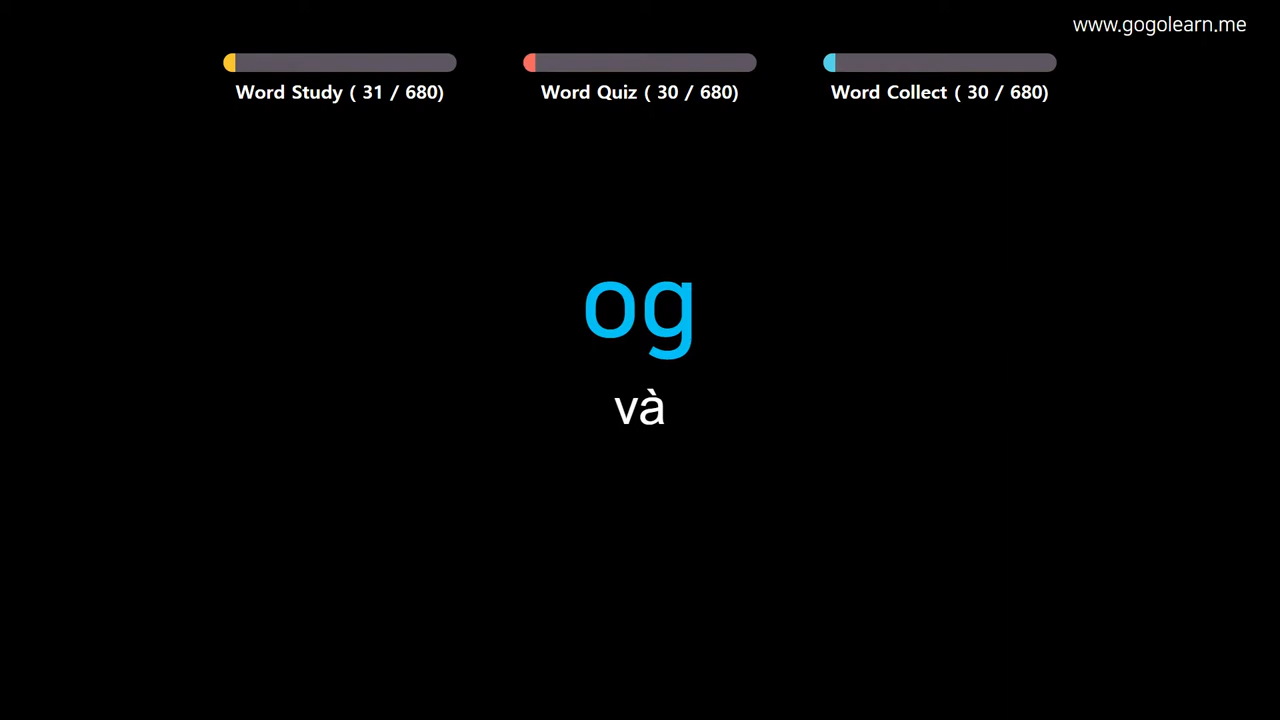 www.gogolearn.me
Word Study ( 31 / 680)
Word Quiz ( 30 / 680)
Word Collect ( 30 / 680)
og
và